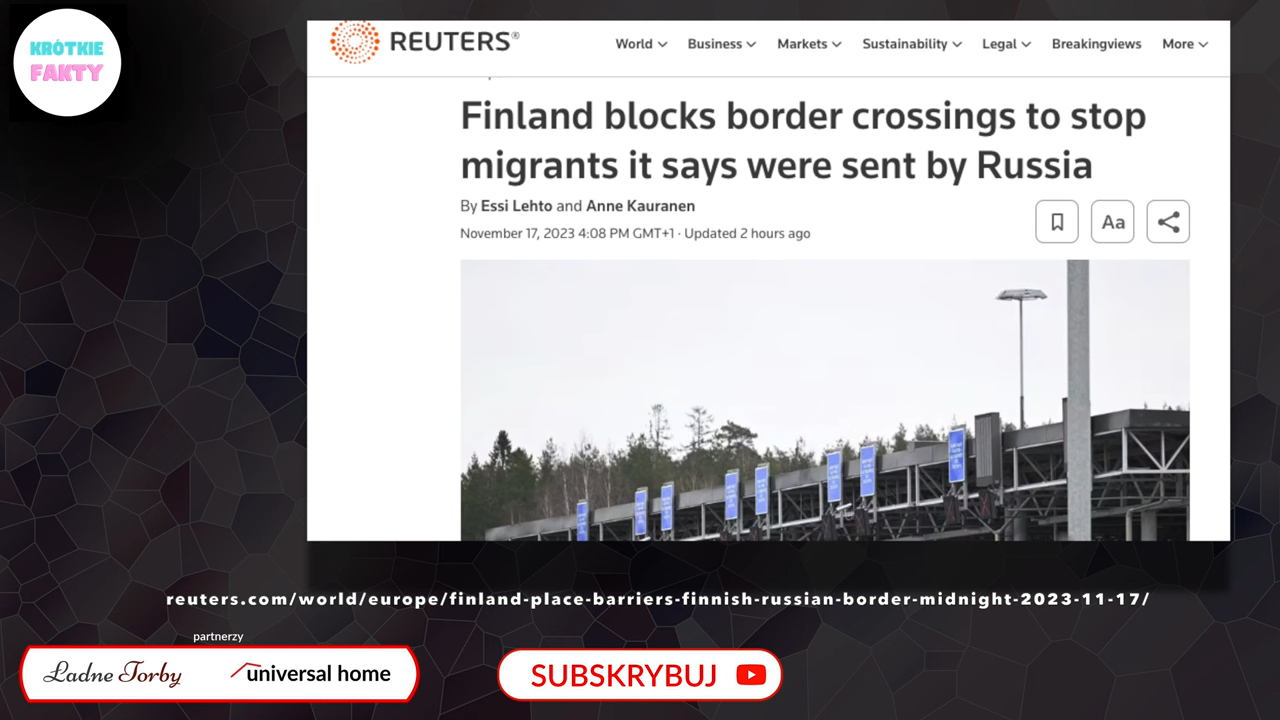 KRÓTKIE
FAKTY
REUTERS®
World Business Markets Sustainability Legal Breakingviews More
Finland blocks border crossings to stop
migrants it says were sent by Russia
By Essi Lehto and Anne Kauranen
November 17, 2023 4:08 PM GMT+1 · Updated 2 hours ago
Aa
reuters.com/world/europe/finland-place-barriers-finnish-russian-border-midnight-2023-11-17/
partnerzy
Ładne Torby universal home
SUBSKRYBUJ